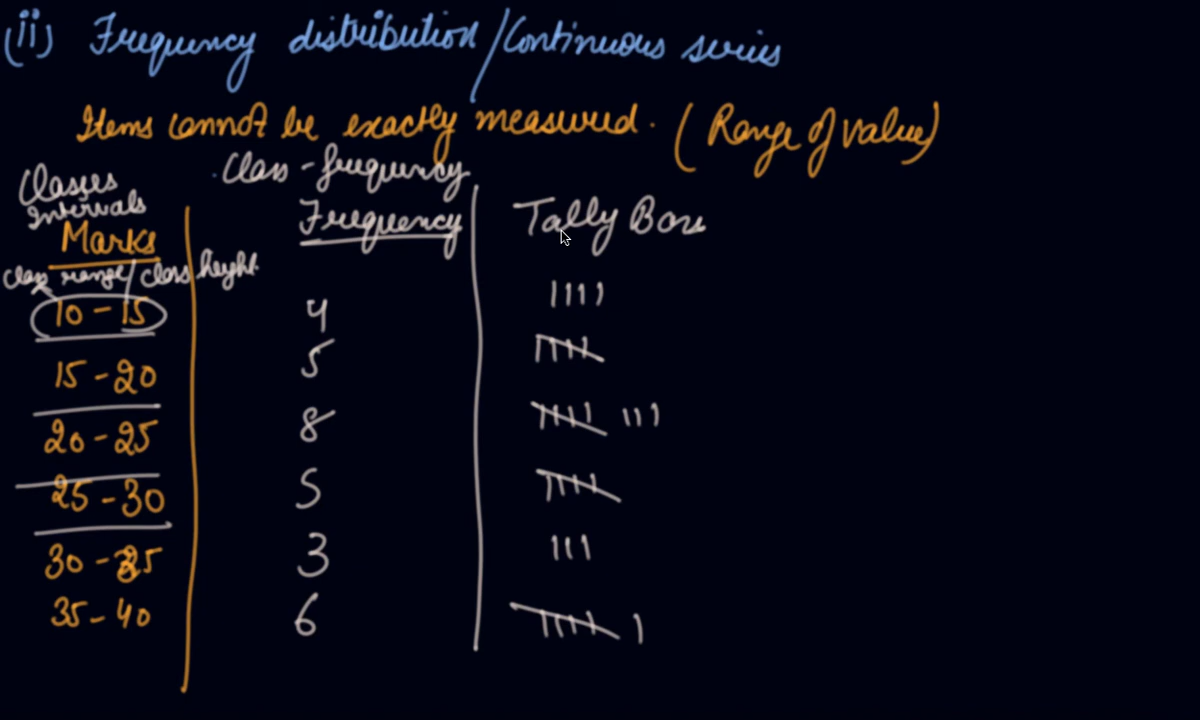 (ii) Frequency distribution/Continuous series
Items cannot be exactly measured. (Range of value)
Classes Intervals
Class-frequency
Marks Frequency Tally Bars
class range/class height
10-15 4 ||||
15-20 5 ||||
20-25 8 |||| |||
25-30 5 ||||
30-35 3 |||
35-40 6 |||| |